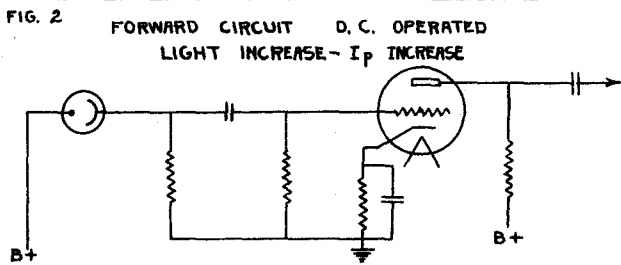 FIG. 2
FORWARD CIRCUIT D.C. OPERATED
LIGHT INCREASE - Ip INCREASE
B+
B+